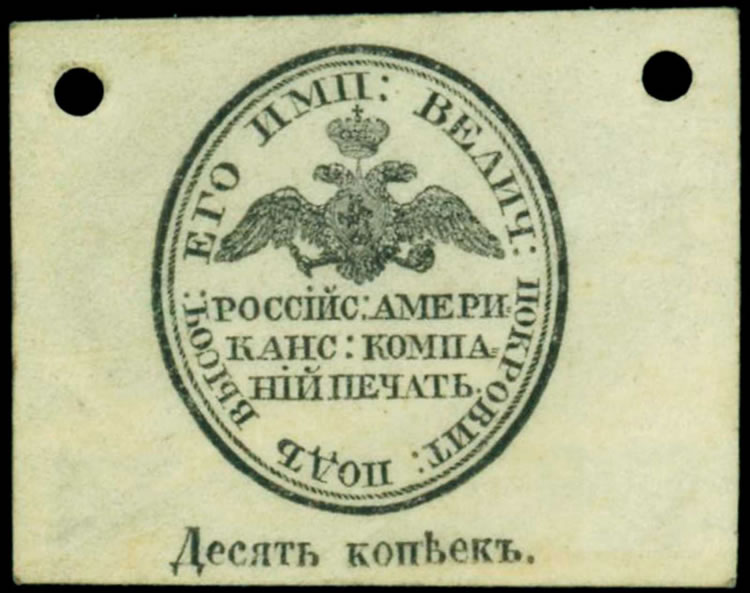 ПОДЪ ВЫСОЧ: ЕГО ИМП: ВЕЛИЧ: ПОКРОВИТ:
РОССІЙС: АМЕРИ-
КАНС: КОМПА=
НІЙ ПЕЧАТЬ.
Десять копѣекъ.